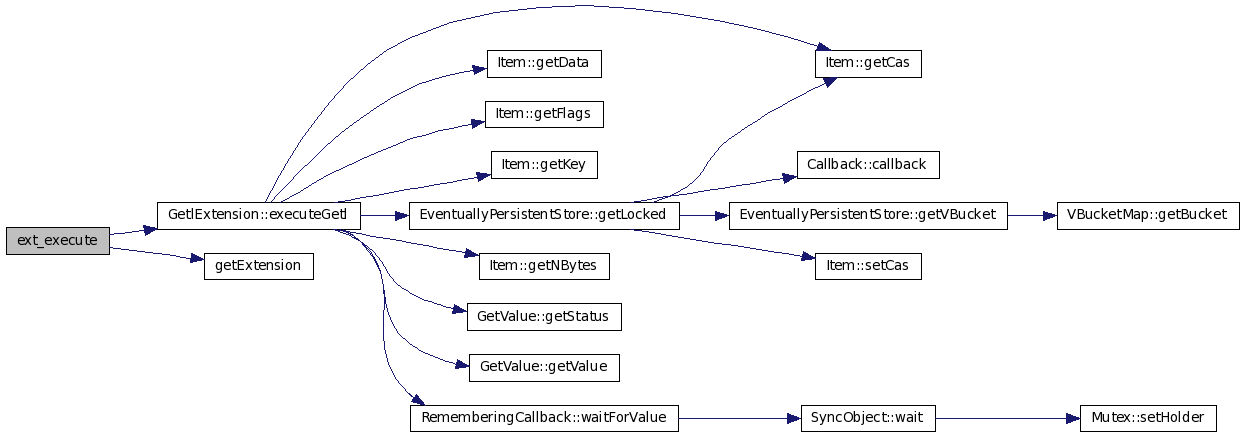 Item::getData
Item::getCas
Item::getFlags
Item::getKey
Callback::callback
GetlExtension::executeGetl
EventuallyPersistentStore::getLocked
EventuallyPersistentStore::getVBucket
VBucketMap::getBucket
ext_execute
getExtension
Item::getNBytes
Item::setCas
GetValue::getStatus
GetValue::getValue
RememberingCallback::waitForValue
SyncObject::wait
Mutex::setHolder